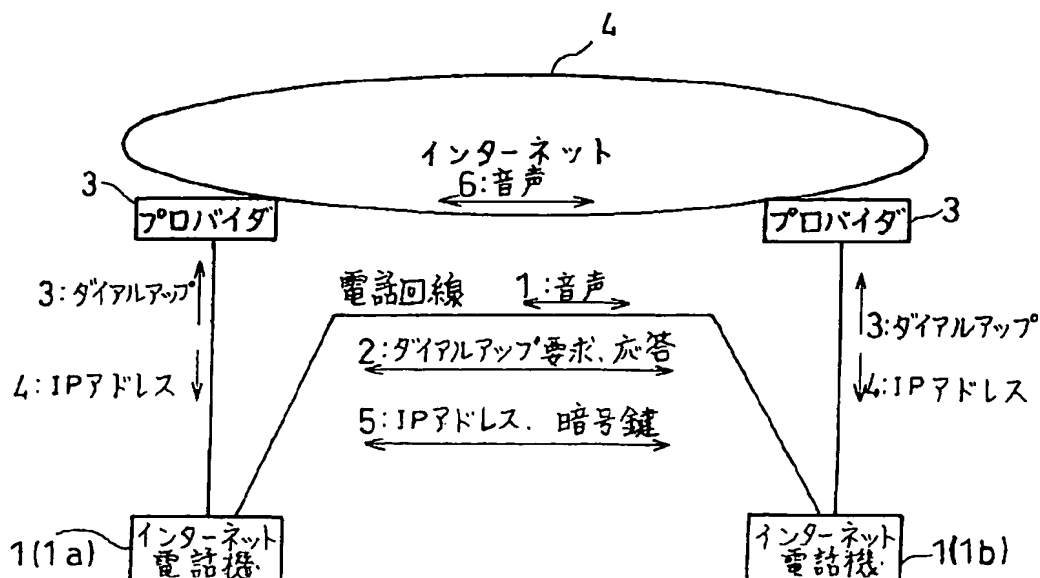 4
インターネット
6:音声
3
プロバイダ
プロバイダ
3
電話回線
1:音声
3:ダイアルアップ
2:ダイアルアップ要求、応答
3:ダイアルアップ
4:IPアドレス
4:IPアドレス
5:IPアドレス、暗号鍵
1(1a)
インターネット
電話機
インターネット
電話機
1(1b)